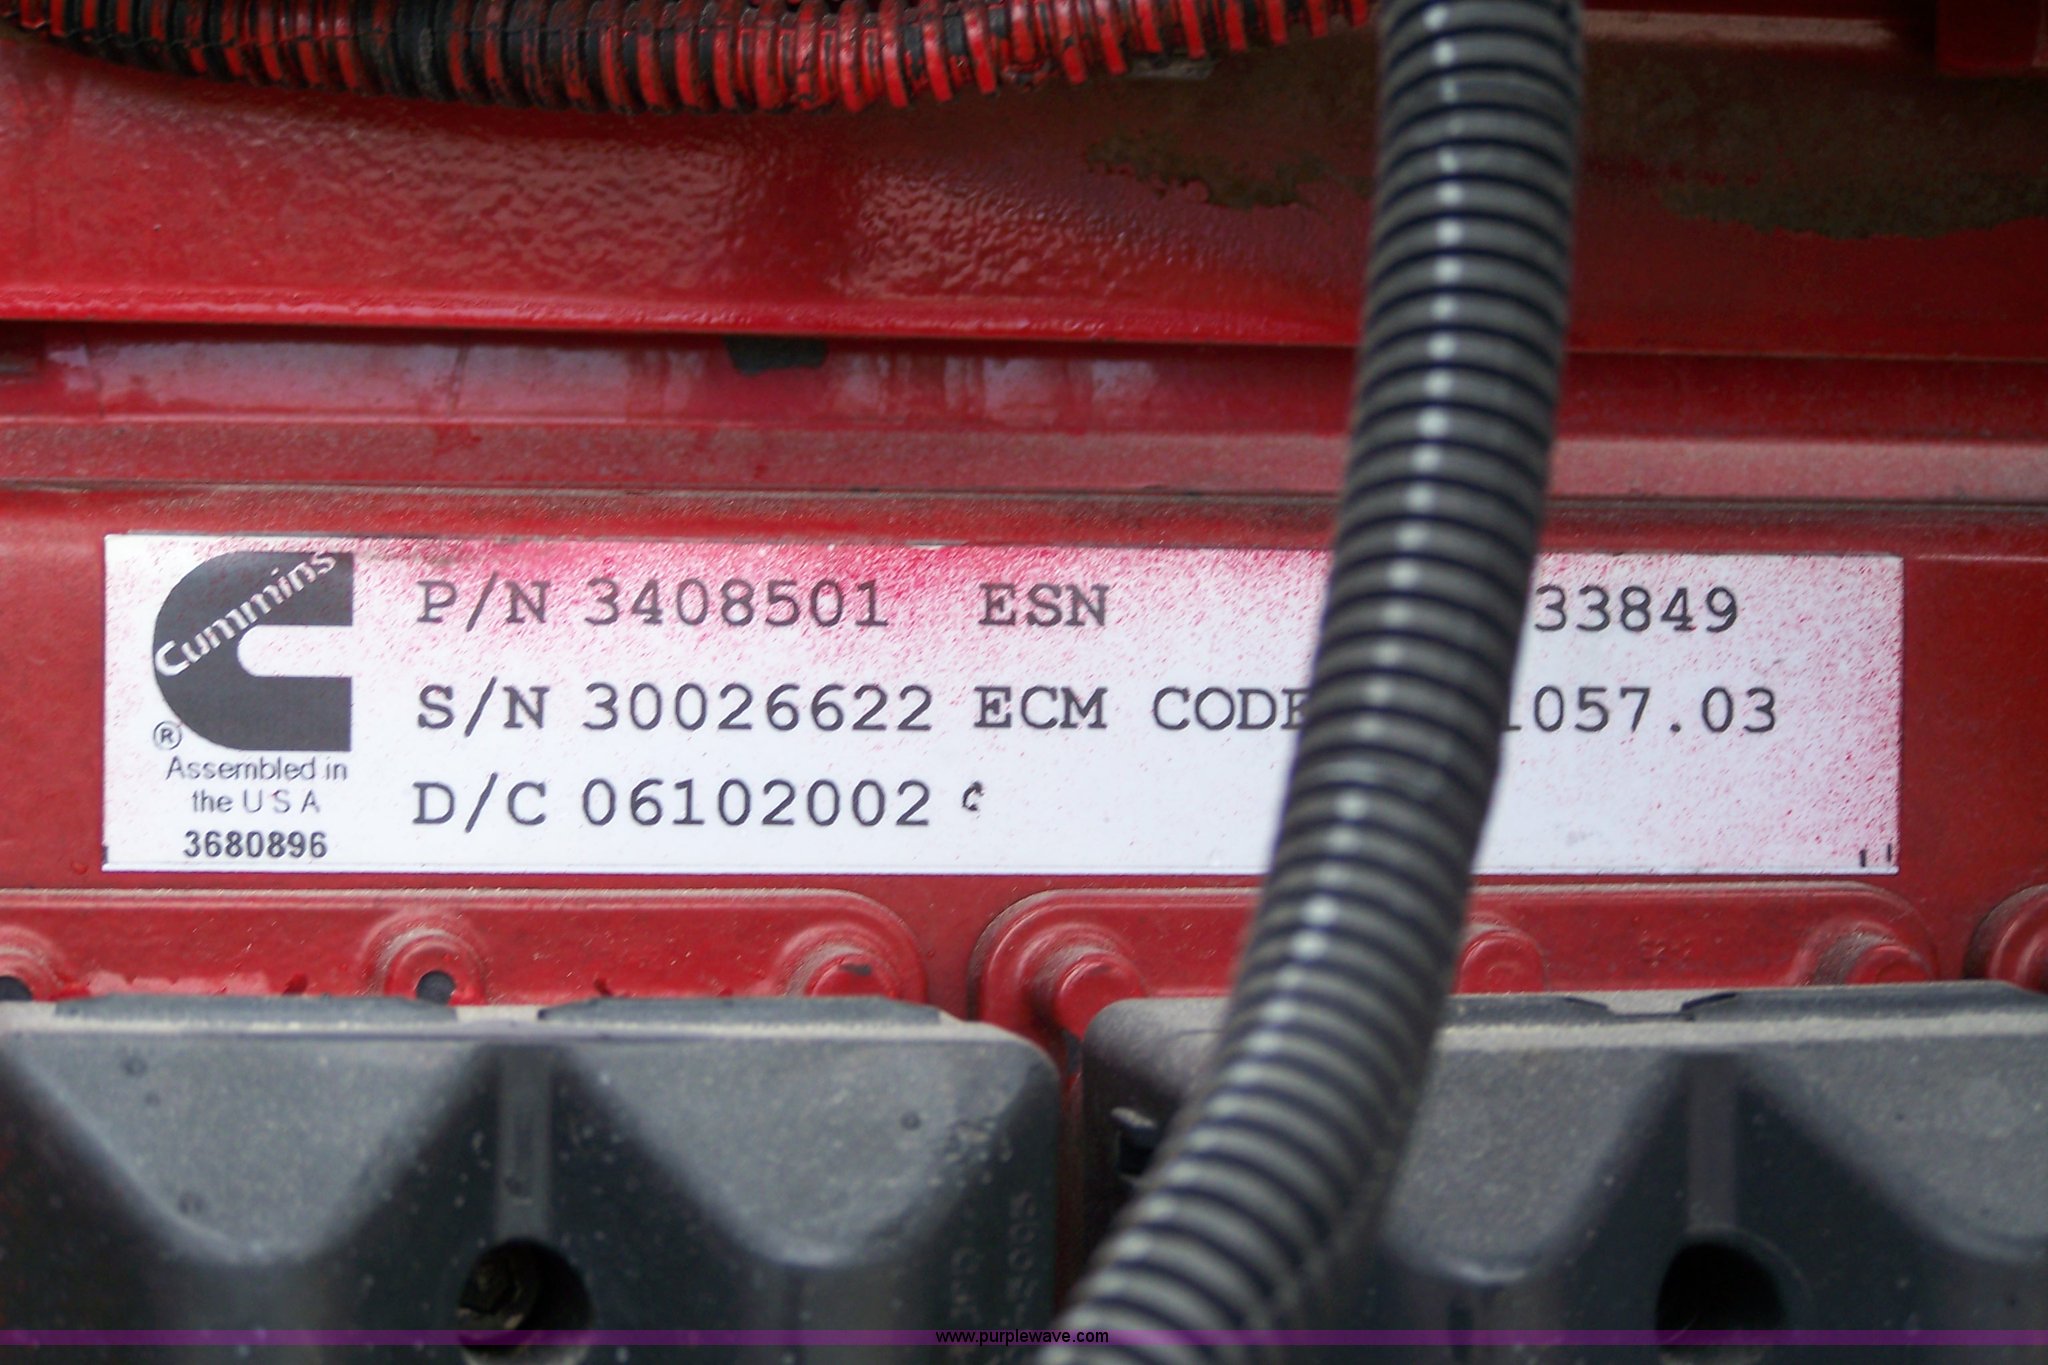 Cummins
®
Assembled in
the U S A
3680896
P/N 3408501 ESN 33849
S/N 30026622 ECM CODE 1057.03
D/C 06102002
www.purplewave.com